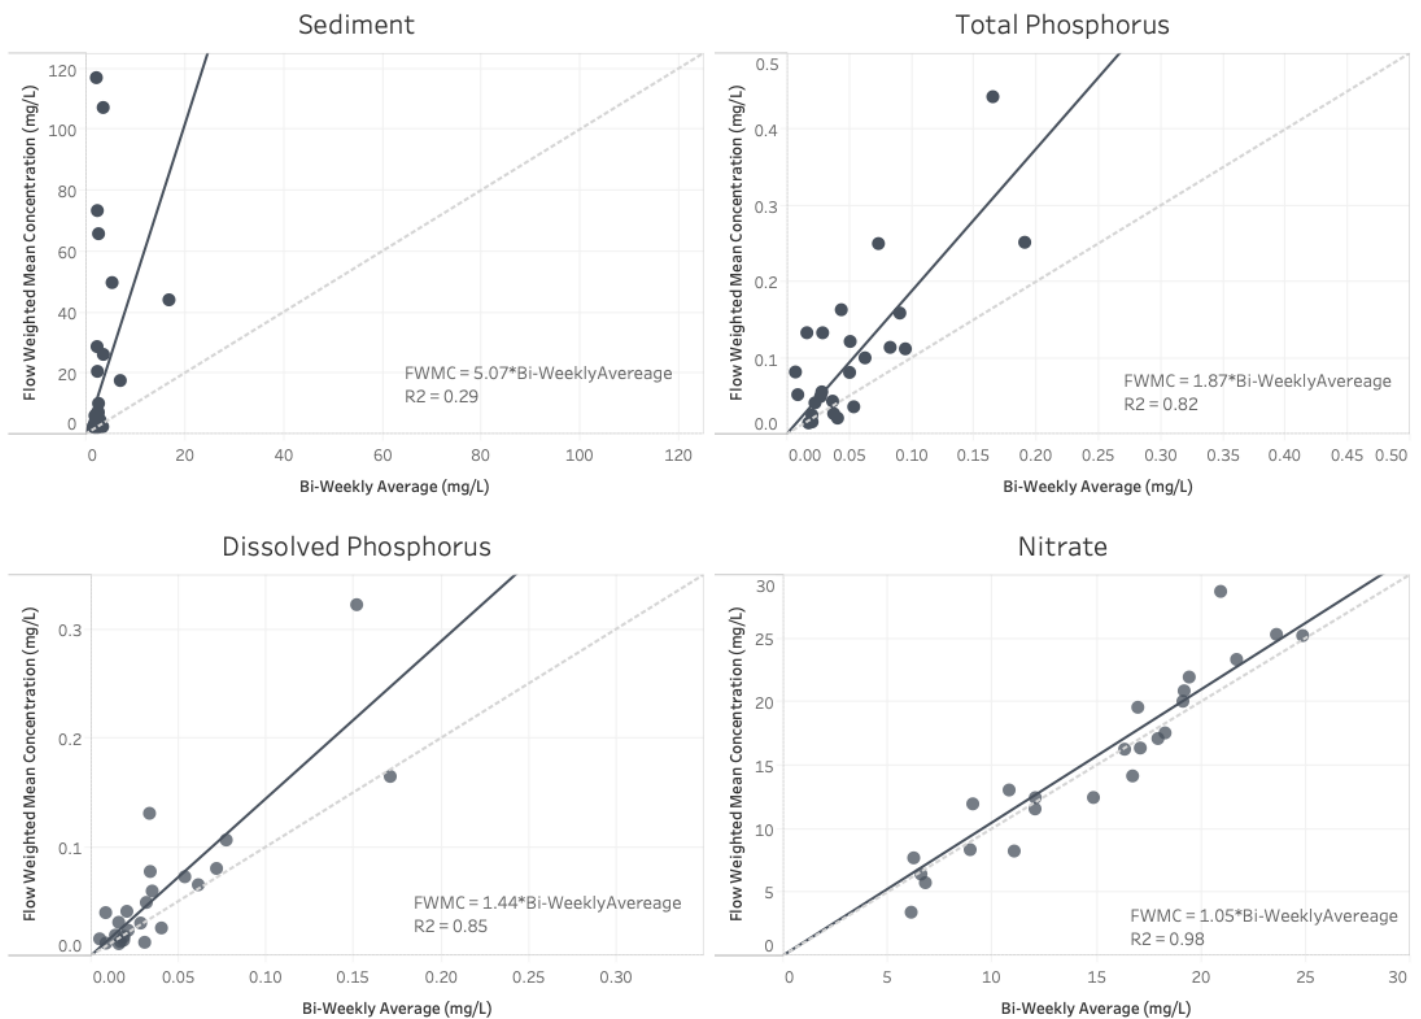 Sediment
Flow Weighted Mean Concentration (mg/L)
120
100
80
60
40
20
0
FWMC = 5.07*Bi-WeeklyAvereage
R2 = 0.29
0 20 40 60 80 100 120
Bi-Weekly Average (mg/L)
Total Phosphorus
Flow Weighted Mean Concentration (mg/L)
0.5
0.4
0.3
0.2
0.1
0.0
FWMC = 1.87*Bi-WeeklyAvereage
R2 = 0.82
0.00 0.05 0.10 0.15 0.20 0.25 0.30 0.35 0.40 0.45 0.50
Bi-Weekly Average (mg/L)
Dissolved Phosphorus
Flow Weighted Mean Concentration (mg/L)
0.3
0.2
0.1
0.0
FWMC = 1.44*Bi-WeeklyAvereage
R2 = 0.85
0.00 0.05 0.10 0.15 0.20 0.25 0.30
Bi-Weekly Average (mg/L)
Nitrate
Flow Weighted Mean Concentration (mg/L)
30
25
20
15
10
5
0
FWMC = 1.05*Bi-WeeklyAvereage
R2 = 0.98
0 5 10 15 20 25 30
Bi-Weekly Average (mg/L)